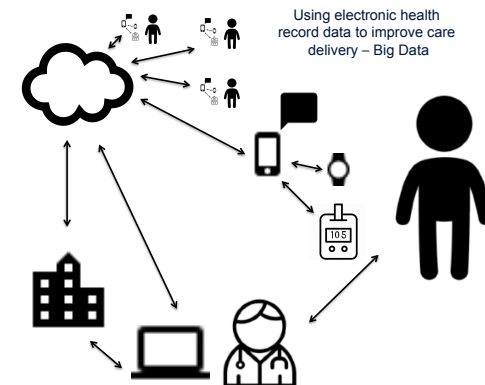 Using electronic health
record data to improve care
delivery – Big Data
105